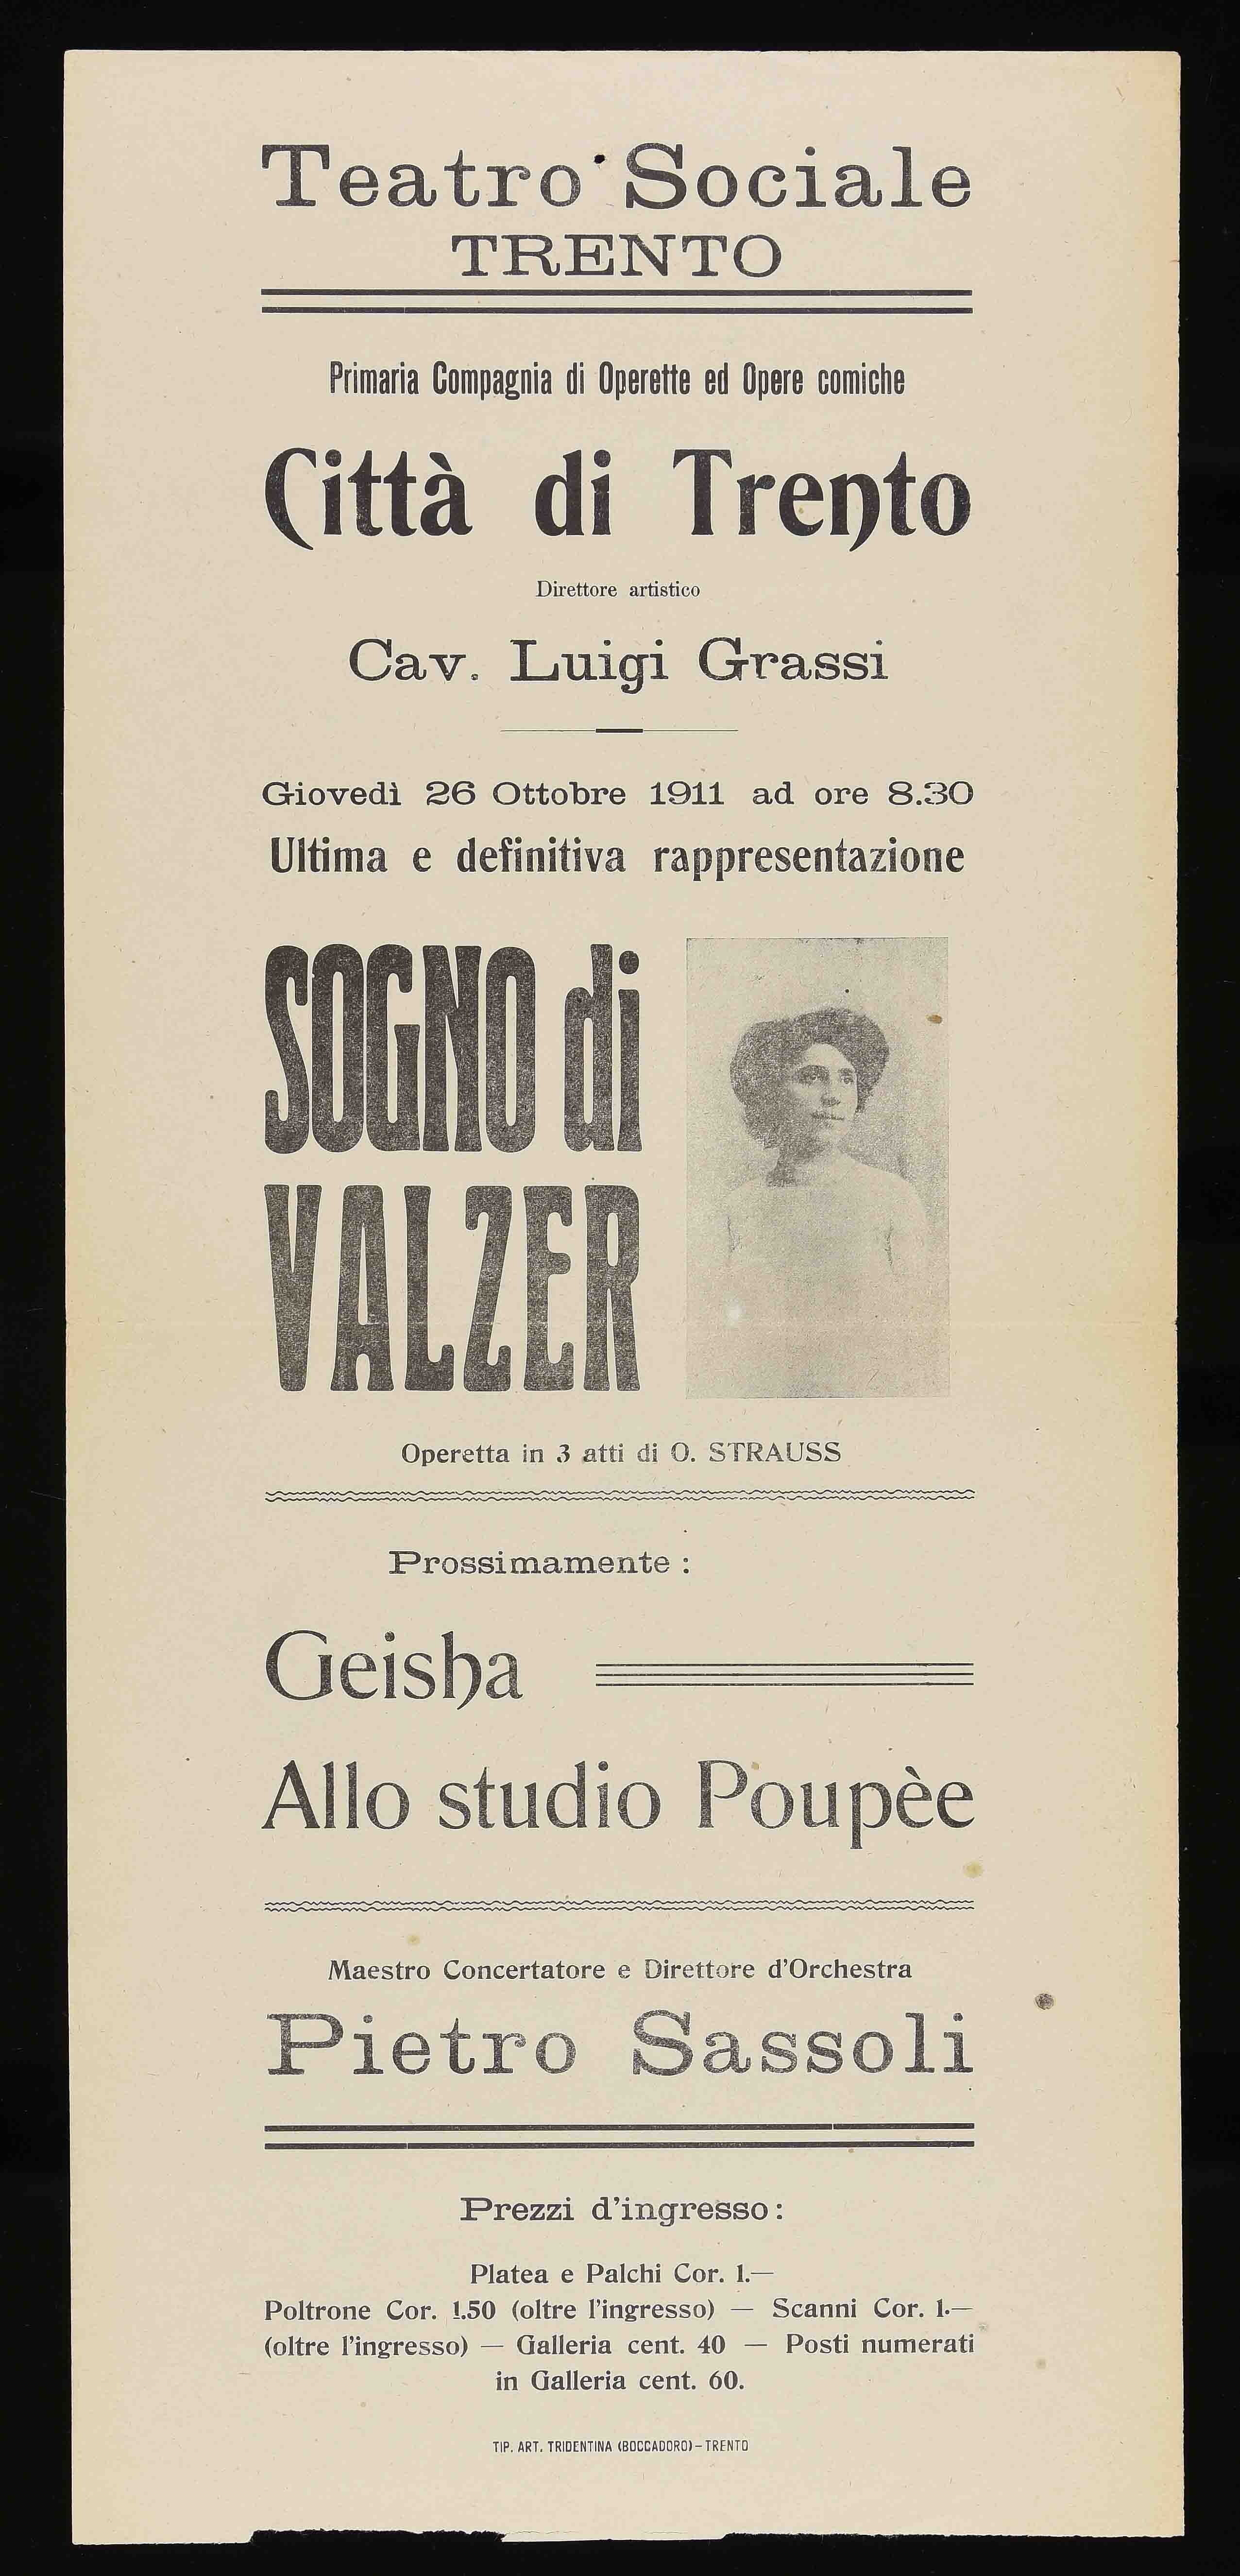 Teatro Sociale
TRENTO
Primaria Compagnia di Operette ed Opere comiche
Città di Trento
Direttore artistico
Cav. Luigi Grassi
Giovedì 26 Ottobre 1911 ad ore 8.30
Ultima e definitiva rappresentazione
SOGNO di
VALZER
Operetta in 3 atti di O. STRAUSS
Prossimamente :
Geisha
Allo studio Poupèe
Maestro Concertatore e Direttore d'Orchestra
Pietro Sassoli
Prezzi d'ingresso:
Platea e Palchi Cor. 1.—
Poltrone Cor. 1.50 (oltre l'ingresso) — Scanni Cor. 1.—
(oltre l'ingresso) — Galleria cent. 40 — Posti numerati
in Galleria cent. 60.
TIP. ART. TRIDENTINA (BOCCADORO) - TRENTO